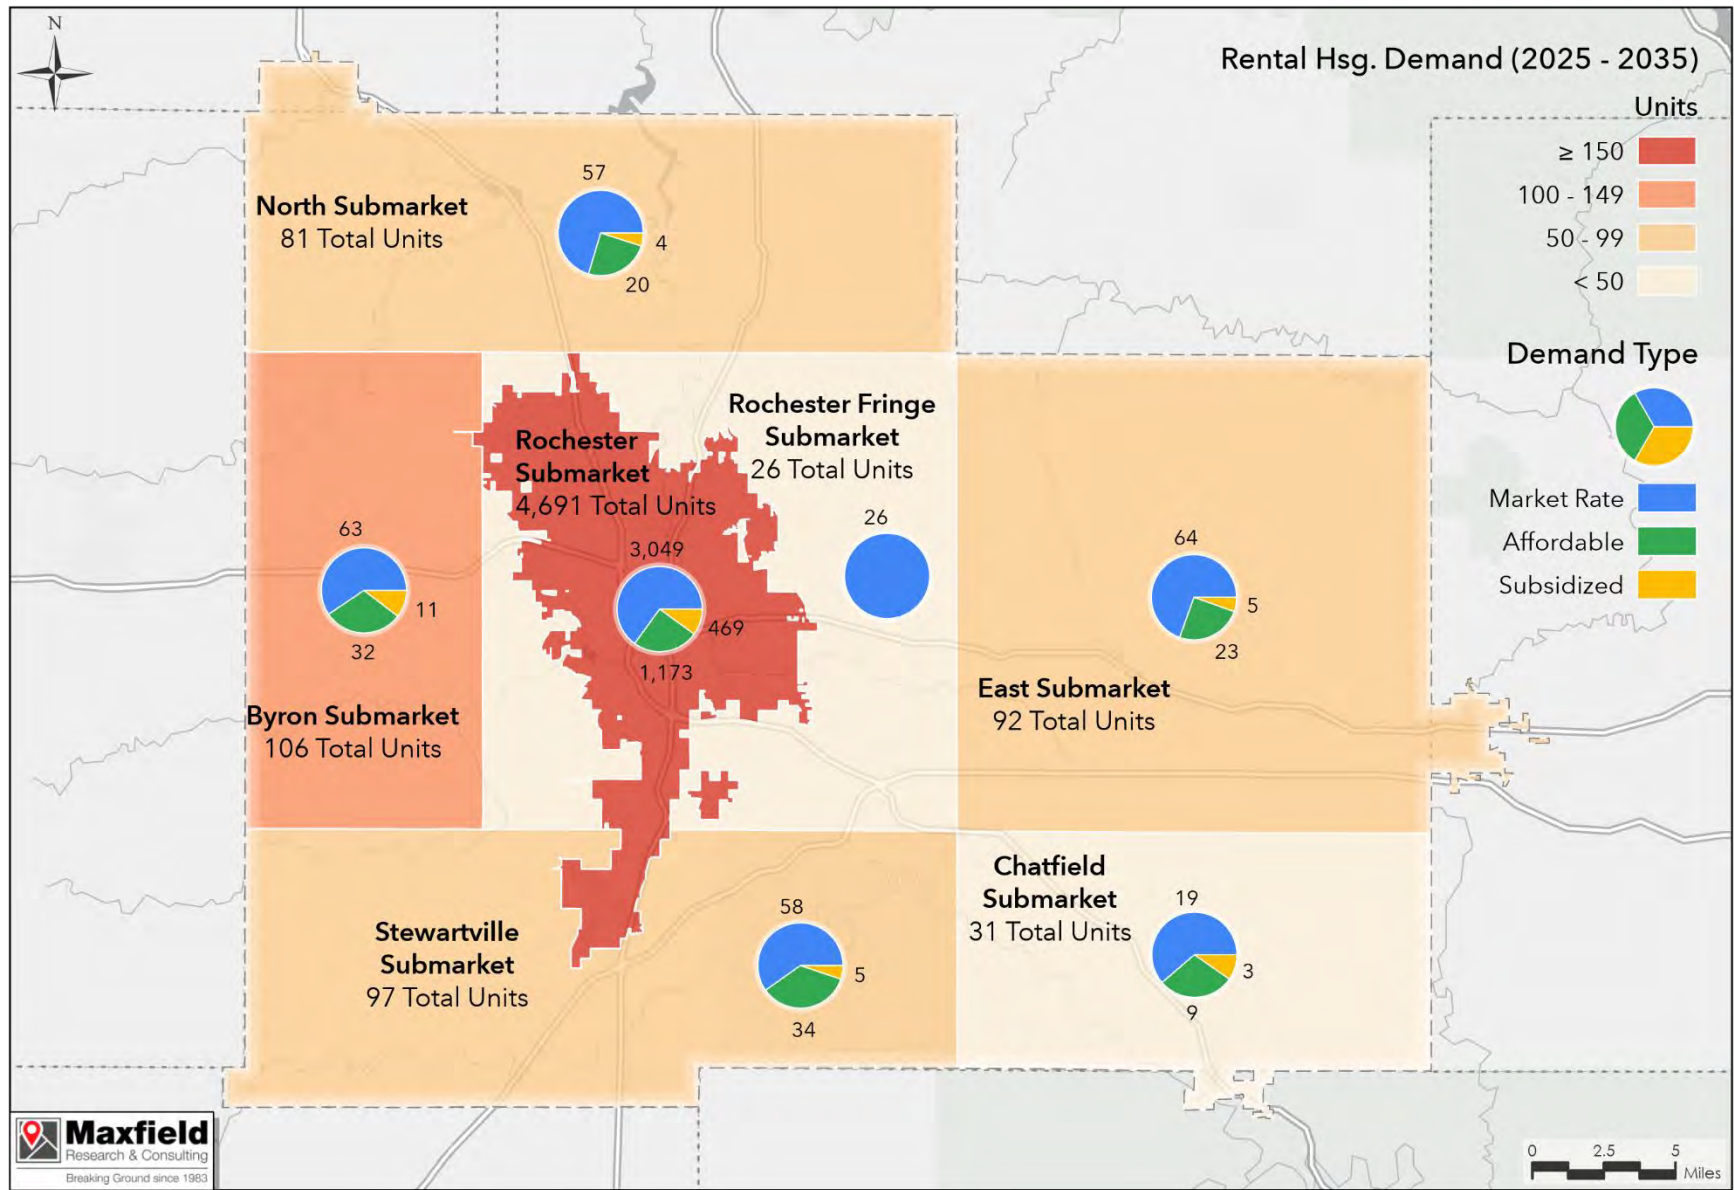 N
Rental Hsg. Demand (2025 - 2035)
Units
≥ 150
100 - 149
50 - 99
< 50
Demand Type
Market Rate
Affordable
Subsidized
North Submarket
81 Total Units
57
4
20
Rochester Fringe
Submarket
26 Total Units
26
Rochester
Submarket
4,691 Total Units
3,049
469
1,173
63
11
32
Byron Submarket
106 Total Units
64
5
23
East Submarket
92 Total Units
Chatfield
Submarket
31 Total Units
19
3
9
Stewartville
Submarket
97 Total Units
58
5
34
Maxfield
Research & Consulting
Breaking Ground since 1983
0 2.5 5
Miles